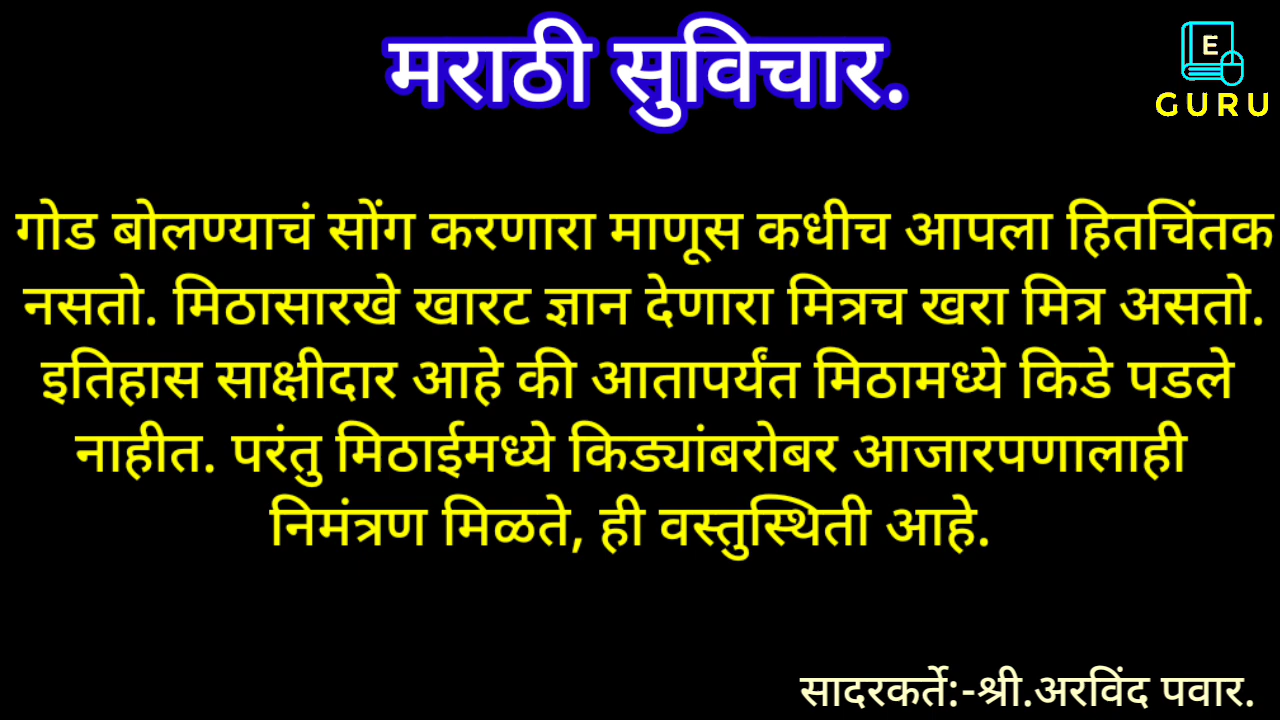 मराठी सुविचार.
E
GURU
गोड बोलण्याचं सोंग करणारा माणूस कधीच आपला हितचिंतक
नसतो. मिठासारखे खारट ज्ञान देणारा मित्रच खरा मित्र असतो.
इतिहास साक्षीदार आहे की आतापर्यंत मिठामध्ये किडे पडले
नाहीत. परंतु मिठाईमध्ये किड्यांबरोबर आजारपणालाही
निमंत्रण मिळते, ही वस्तुस्थिती आहे.
सादरकर्ते:-श्री.अरविंद पवार.